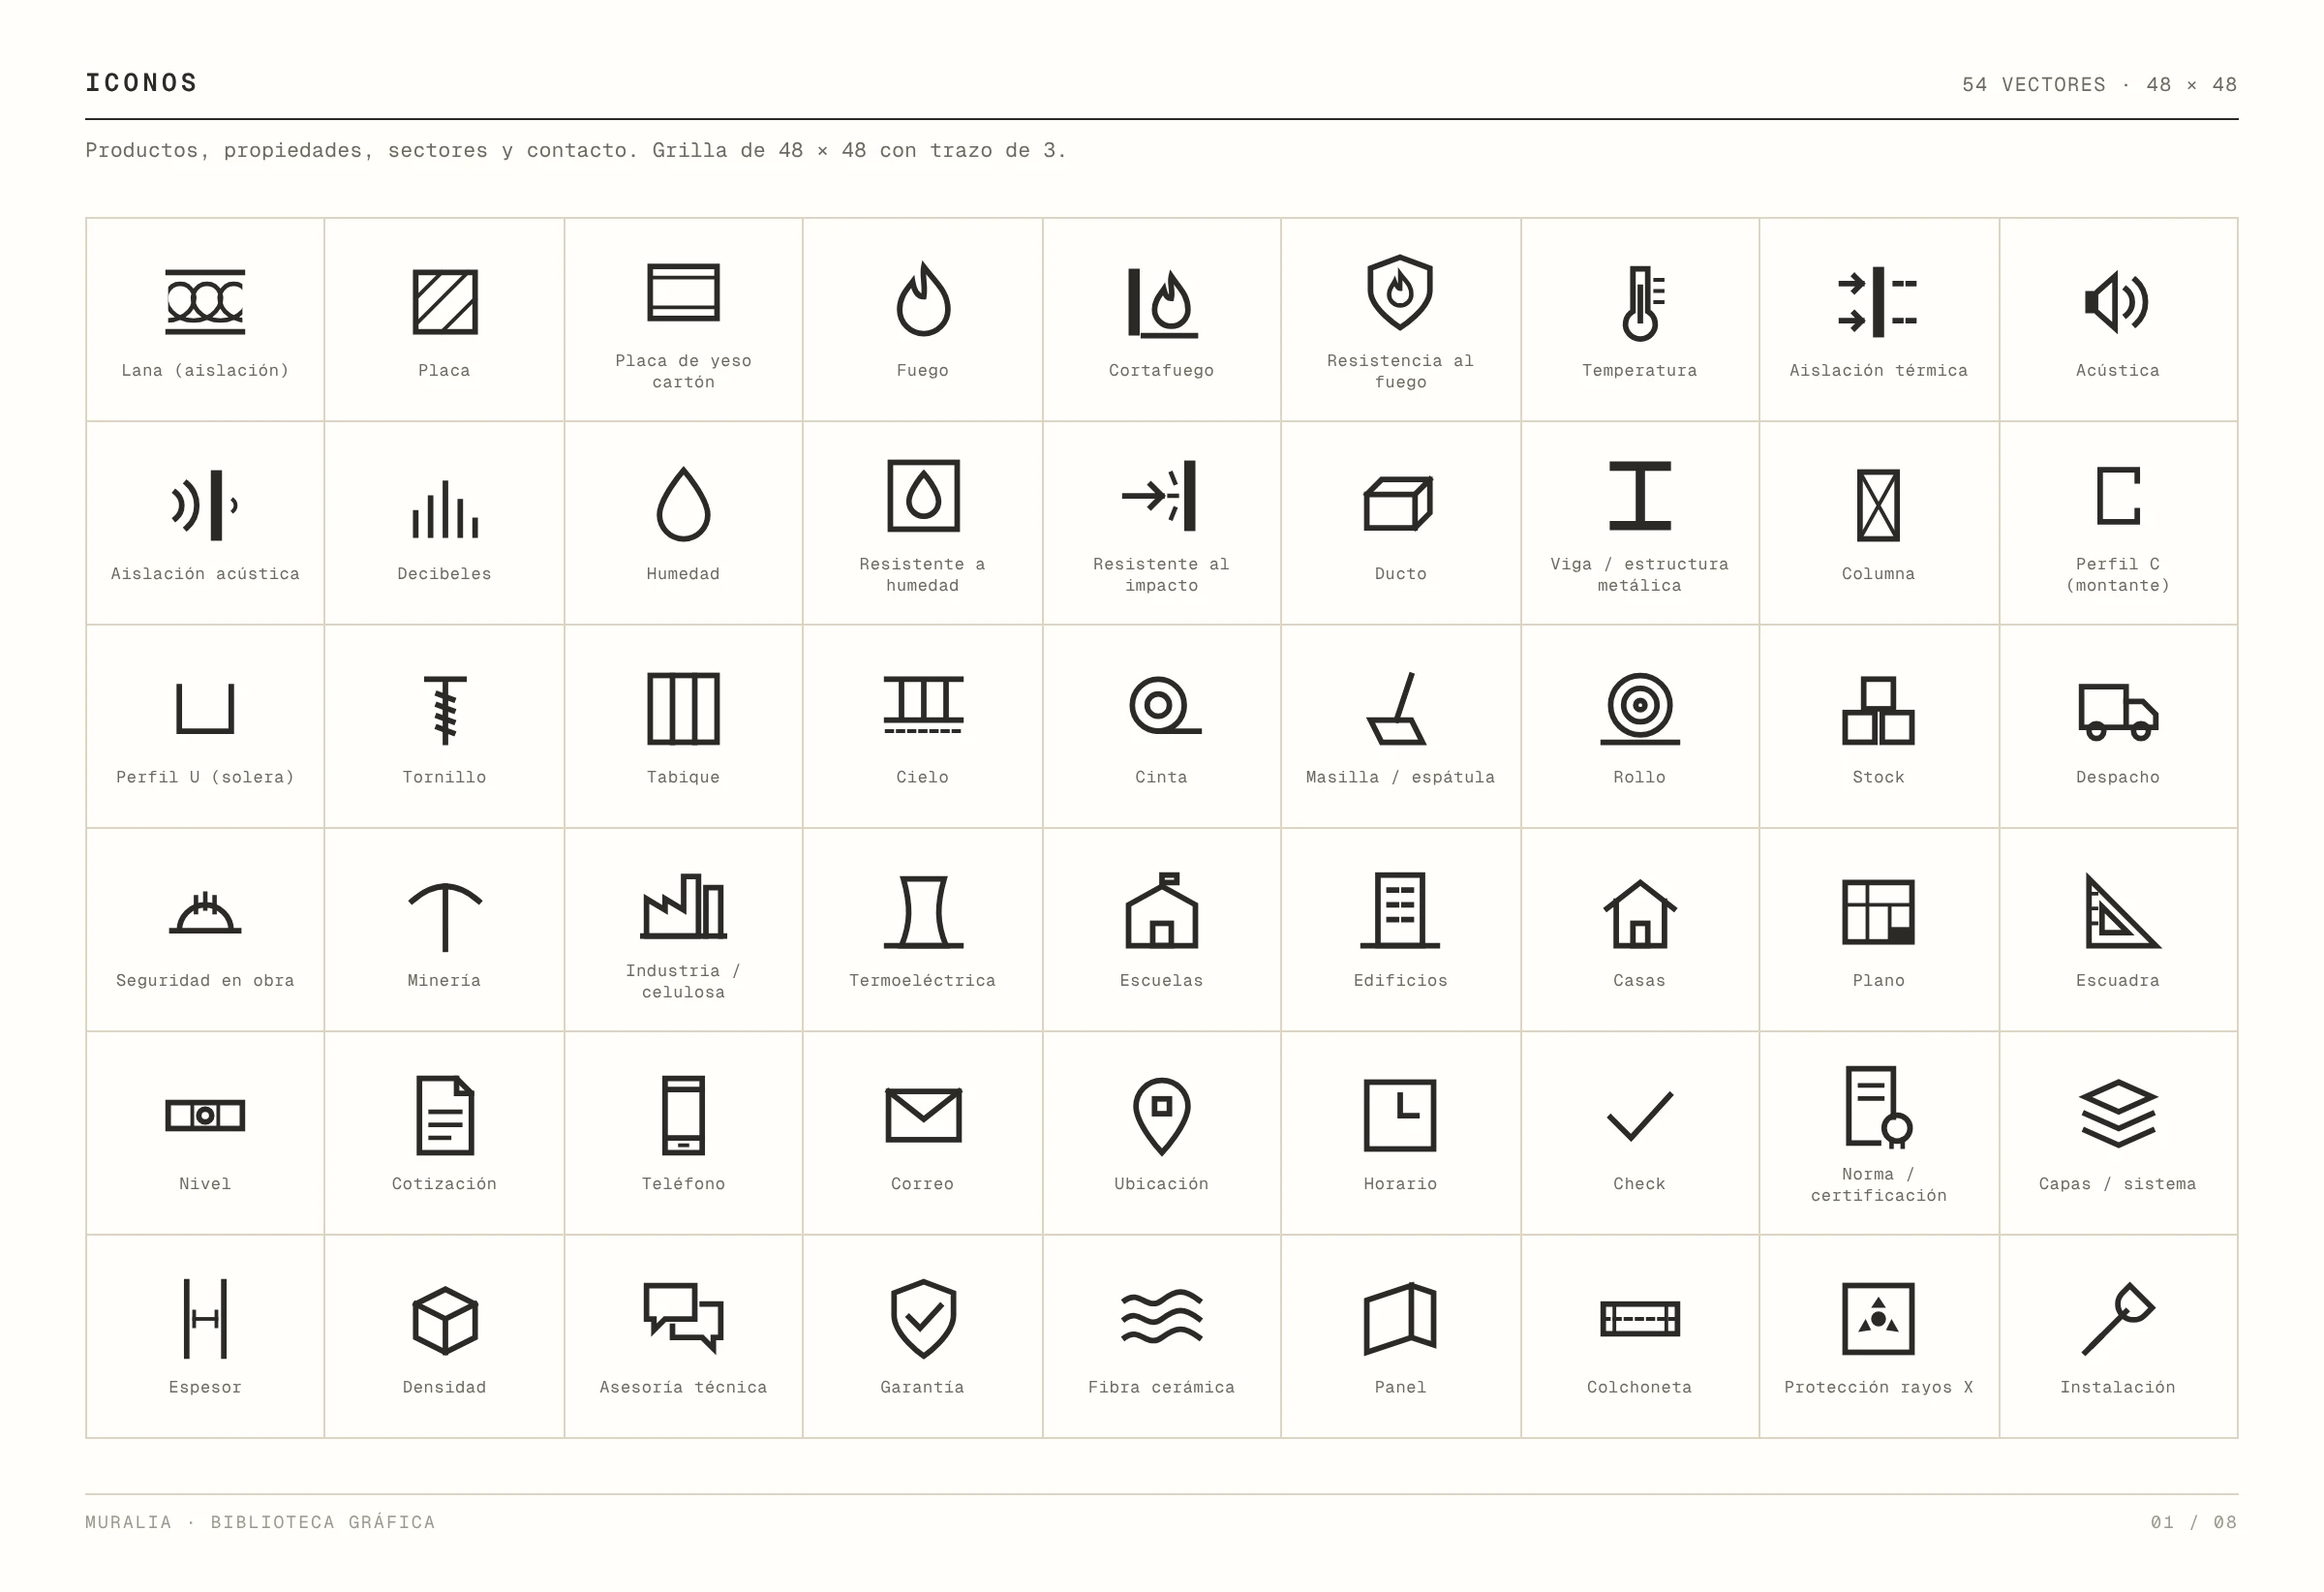 ICONOS
54 VECTORES · 48 × 48
Productos, propiedades, sectores y contacto. Grilla de 48 × 48 con trazo de 3.
Lana (aislación)
Placa
Placa de yeso
cartón
Fuego
Cortafuego
Resistencia al
fuego
Temperatura
Aislación térmica
Acústica
Aislación acústica
Decibeles
Humedad
Resistente a
humedad
Resistente al
impacto
Ducto
Viga / estructura
metálica
Columna
Perfil C
(montante)
Perfil U (solera)
Tornillo
Tabique
Cielo
Cinta
Masilla / espátula
Rollo
Stock
Despacho
Seguridad en obra
Minería
Industria /
celulosa
Termoeléctrica
Escuelas
Edificios
Casas
Plano
Escuadra
Nivel
Cotización
Teléfono
Correo
Ubicación
Horario
Check
Norma /
certificación
Capas / sistema
Espesor
Densidad
Asesoría técnica
Garantía
Fibra cerámica
Panel
Colchoneta
Protección rayos X
Instalación
MURALIA · BIBLIOTECA GRÁFICA
01 / 08